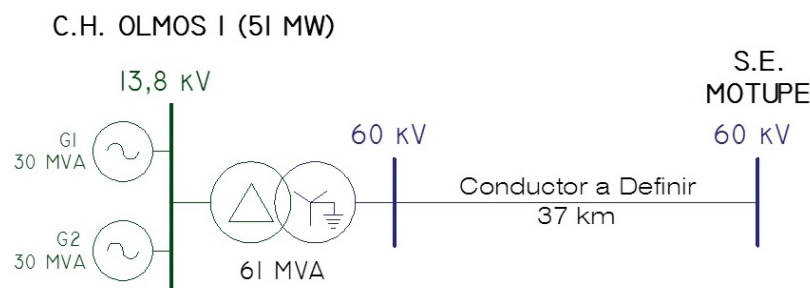 C.H. OLMOS I (51 MW)
13,8 kV
S.E.
MOTUPE
G1
30 MVA
60 kV
60 kV
Conductor a Definir
37 km
G2
30 MVA
61 MVA